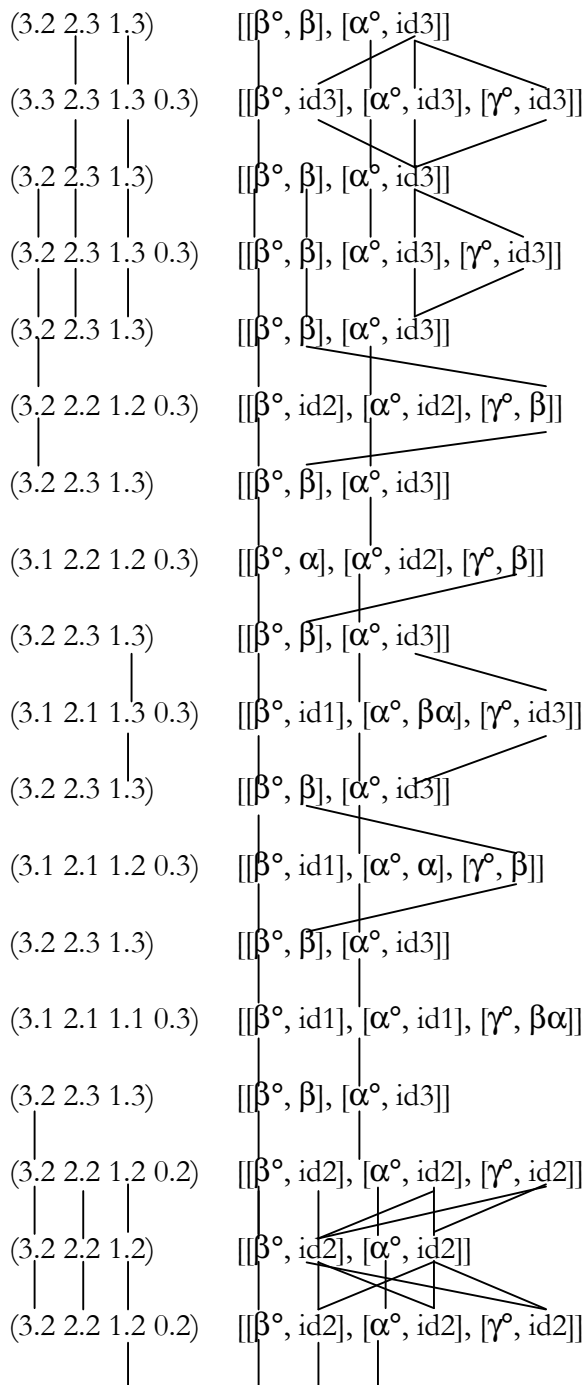 (3.2 2.3 1.3) [[β°, β], [α°, id3]]
(3.3 2.3 1.3 0.3) [[β°, id3], [α°, id3], [γ°, id3]]
(3.2 2.3 1.3) [[β°, β], [α°, id3]]
(3.2 2.3 1.3 0.3) [[β°, β], [α°, id3], [γ°, id3]]
(3.2 2.3 1.3) [[β°, β], [α°, id3]]
(3.2 2.2 1.2 0.3) [[β°, id2], [α°, id2], [γ°, β]]
(3.2 2.3 1.3) [[β°, β], [α°, id3]]
(3.1 2.2 1.2 0.3) [[β°, α], [α°, id2], [γ°, β]]
(3.2 2.3 1.3) [[β°, β], [α°, id3]]
(3.1 2.1 1.3 0.3) [[β°, id1], [α°, βα], [γ°, id3]]
(3.2 2.3 1.3) [[β°, β], [α°, id3]]
(3.1 2.1 1.2 0.3) [[β°, id1], [α°, α], [γ°, β]]
(3.2 2.3 1.3) [[β°, β], [α°, id3]]
(3.1 2.1 1.1 0.3) [[β°, id1], [α°, id1], [γ°, βα]]
(3.2 2.3 1.3) [[β°, β], [α°, id3]]
(3.2 2.2 1.2 0.2) [[β°, id2], [α°, id2], [γ°, id2]]
(3.2 2.2 1.2) [[β°, id2], [α°, id2]]
(3.2 2.2 1.2 0.2) [[β°, id2], [α°, id2], [γ°, id2]]